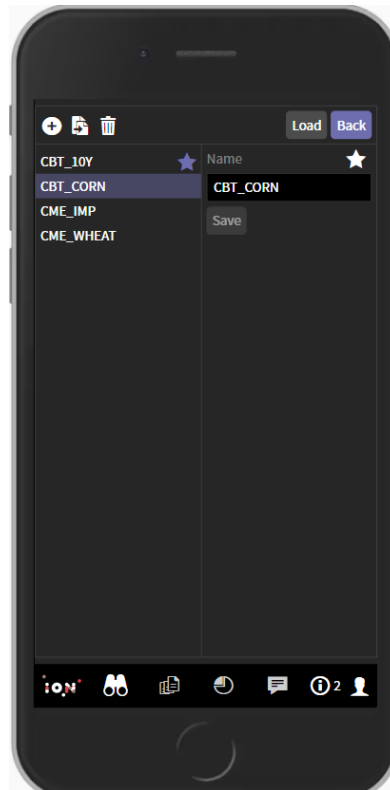 Load Back
CBT_10Y
CBT_CORN
CME_IMP
CME_WHEAT
Name
CBT_CORN
Save
iON
2